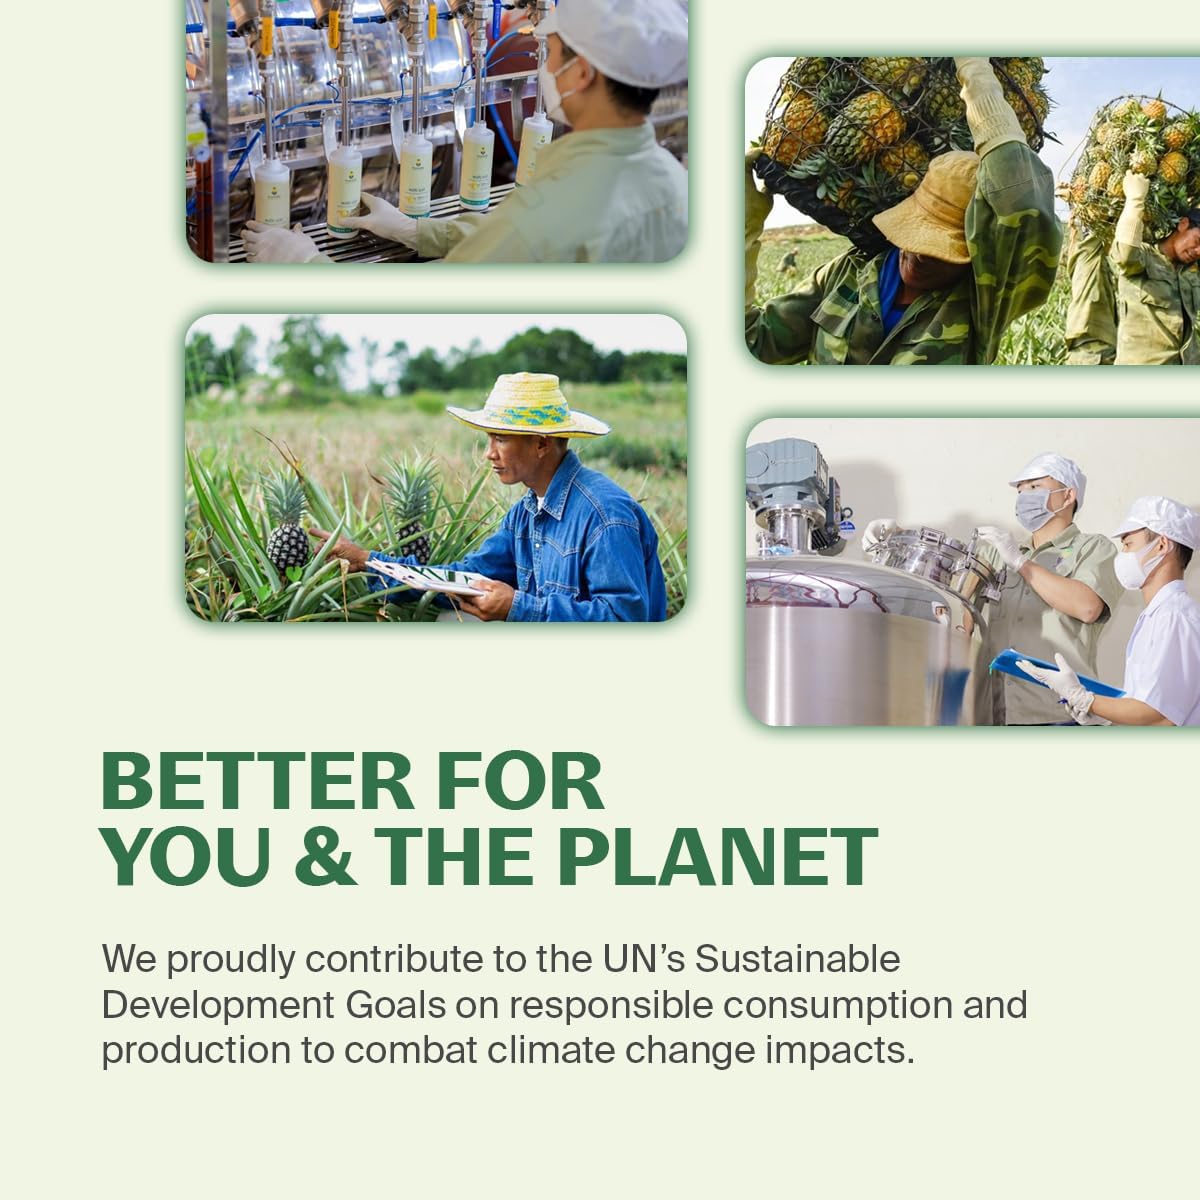 BETTER FOR
YOU & THE PLANET
We proudly contribute to the UN’s Sustainable
Development Goals on responsible consumption and
production to combat climate change impacts.